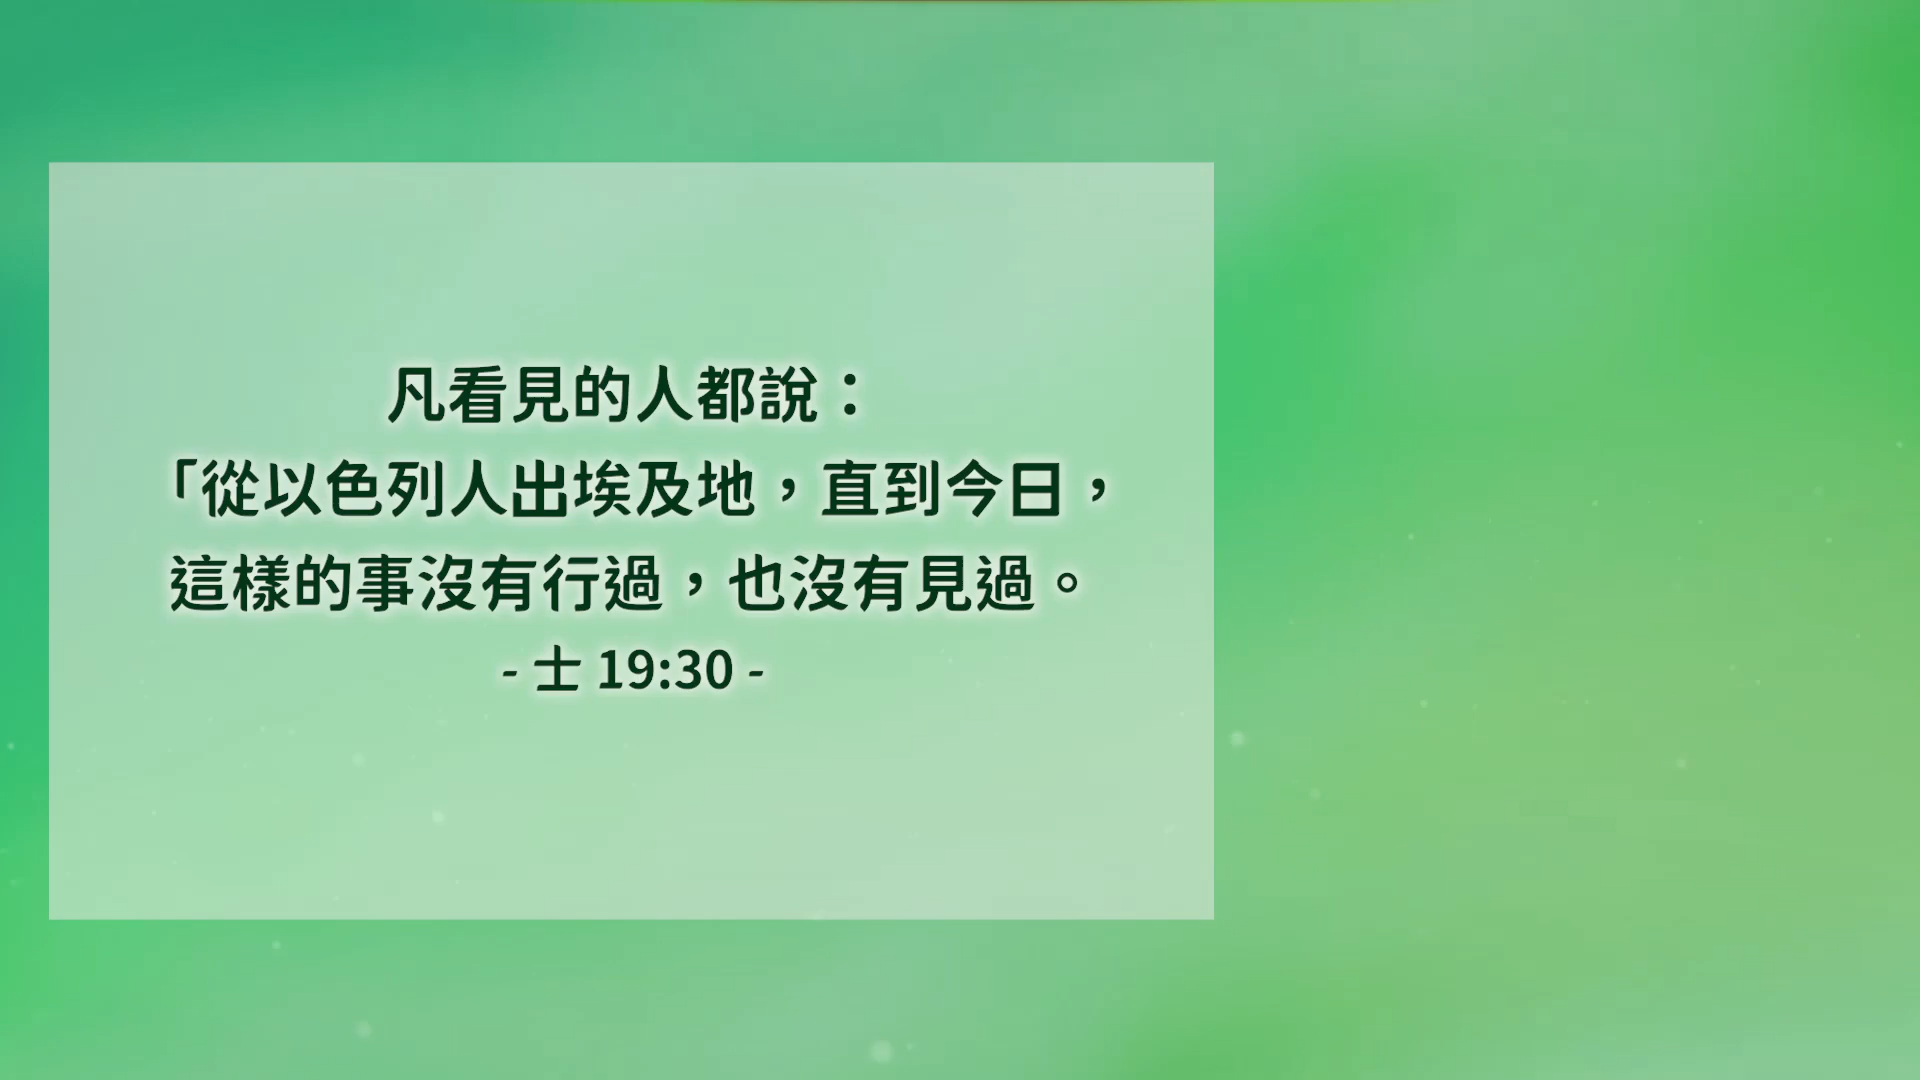 凡看見的人都說：
「從以色列人出埃及地，直到今日，
這樣的事沒有行過，也沒有見過。
- 士 19:30 -